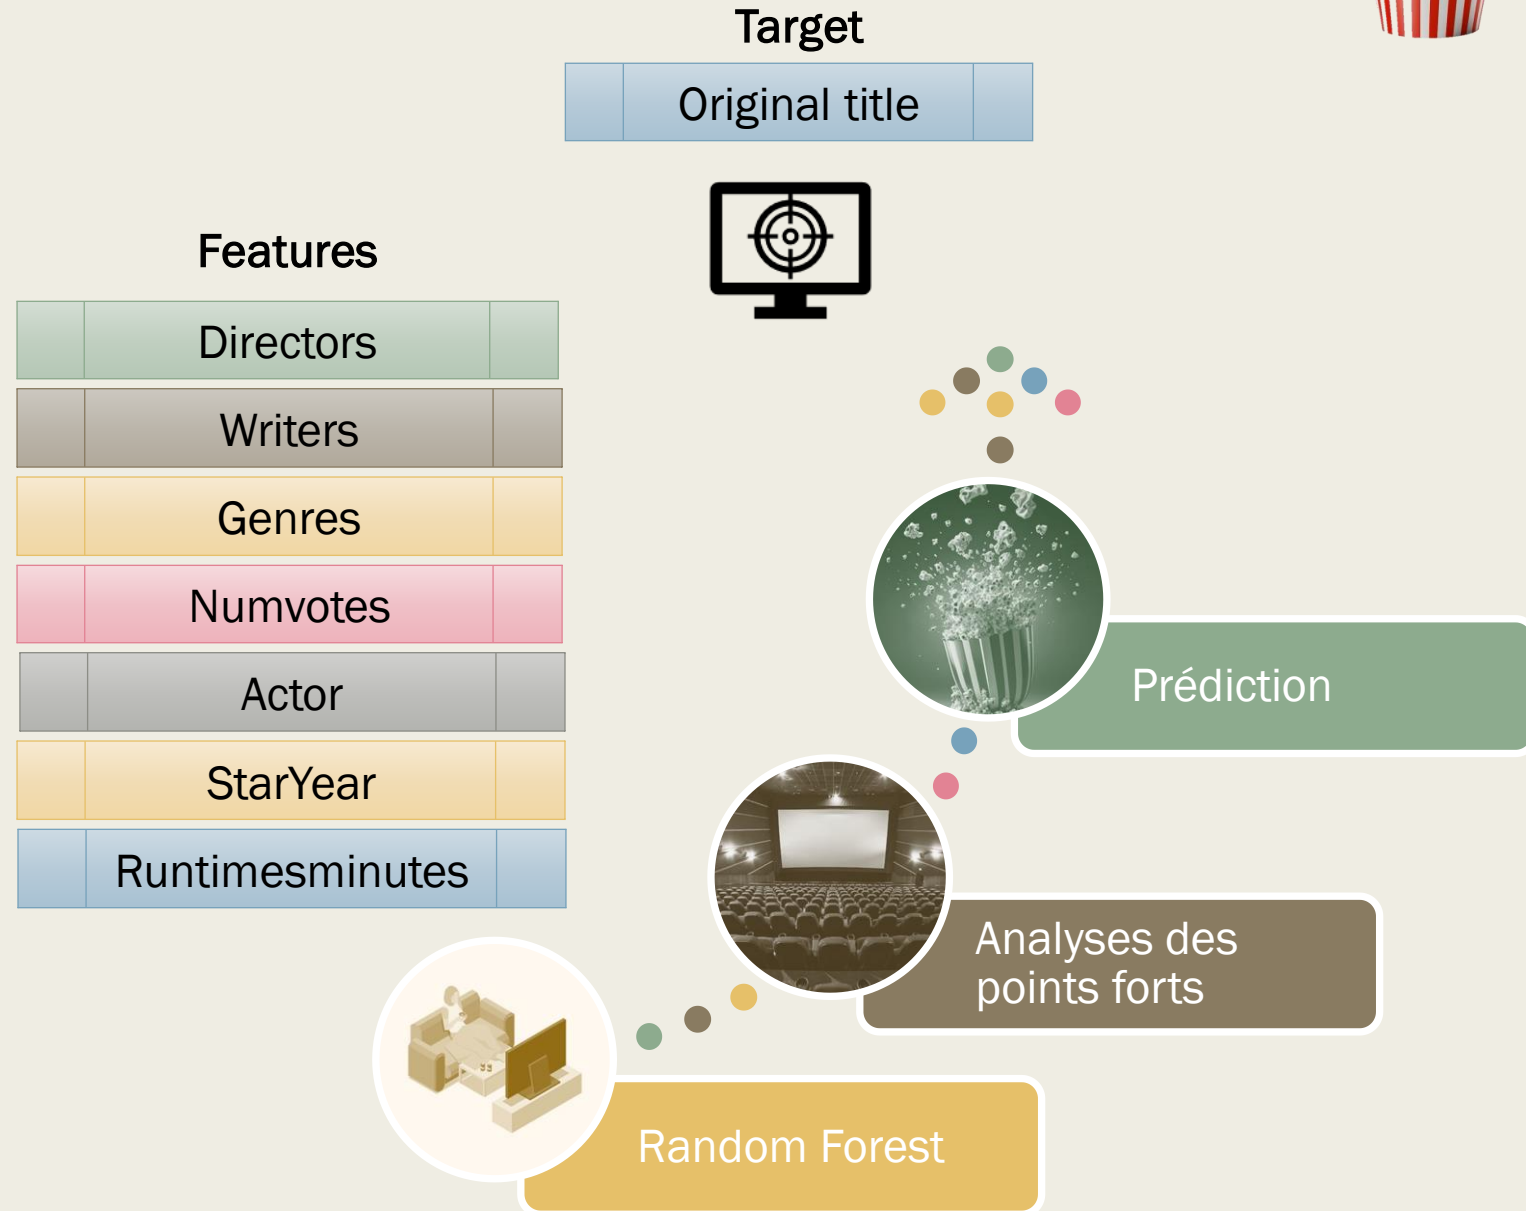 Target
Original title
Features
Directors
Writers
Genres
Numvotes
Actor
StarYear
Runtimesminutes
Prédiction
Analyses des
points forts
Random Forest